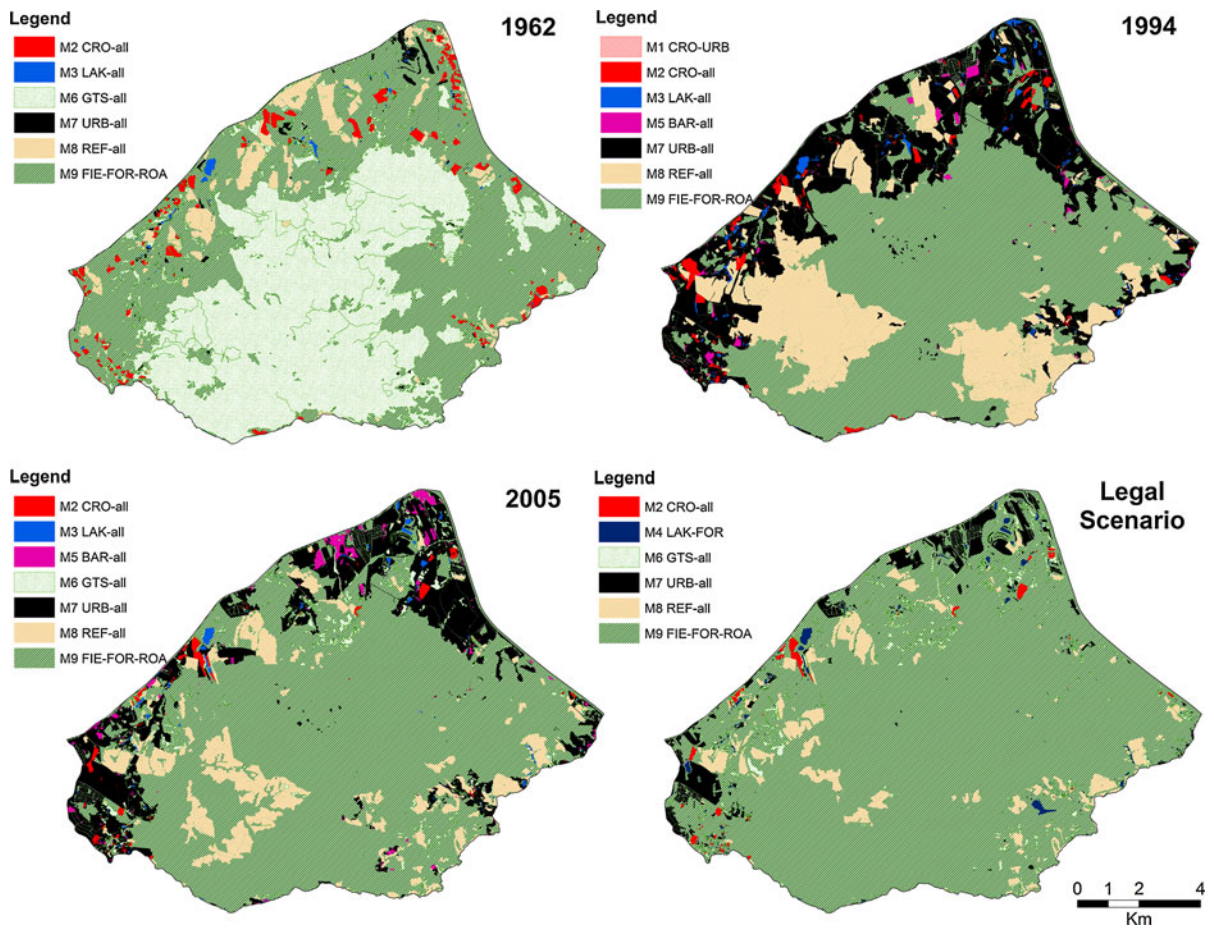 Legend
1962
M2 CRO-all
M3 LAK-all
M6 GTS-all
M7 URB-all
M8 REF-all
M9 FIE-FOR-ROA
Legend
1994
M1 CRO-URB
M2 CRO-all
M3 LAK-all
M5 BAR-all
M7 URB-all
M8 REF-all
M9 FIE-FOR-ROA
Legend
2005
M2 CRO-all
M3 LAK-all
M5 BAR-all
M6 GTS-all
M7 URB-all
M8 REF-all
M9 FIE-FOR-ROA
Legend
Legal
Scenario
M2 CRO-all
M4 LAK-FOR
M6 GTS-all
M7 URB-all
M8 REF-all
M9 FIE-FOR-ROA
0 1 2 4
Km